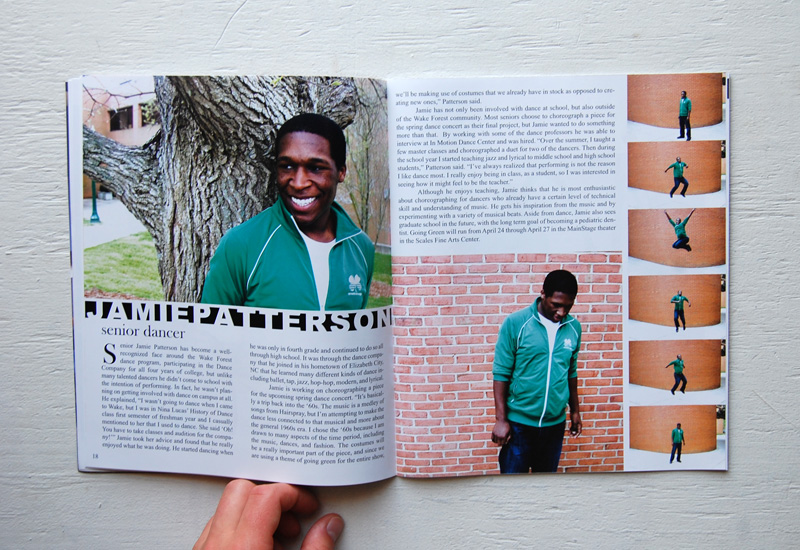 JAMIEPATTERSON
senior dancer
Senior Jamie Patterson has become a well-
recognized face around the Wake Forest
dance program, participating in the Dance
Company for all four years of college, but unlike
many talented dancers he didn't come to school with
the intention of performing. In fact, he wasn't plan-
ning on getting involved with dance on campus at all.
He explained, "I wasn't going to dance when I came
to Wake, but I was in Nina Lucas' History of Dance
class first semester of freshman year and I casually
mentioned to her that I used to dance. She said 'Oh!
You have to take classes and audition for the compa-
ny!'" Jamie took her advice and found that he really
enjoyed what he was doing. He started dancing when
18
he was only in fourth grade and continued to do so all
through high school. It was through the dance compa-
ny that he joined in his hometown of Elizabeth City,
NC that he learned many different kinds of dance in-
cluding ballet, tap, jazz, hop-hop, modern, and lyrical.
Jamie is working on choreographing a piece
for the upcoming spring dance concert. "It's basical-
ly a trip back into the '60s. The music is a medley of
songs from Hairspray, but I'm attempting to make the
dance less connected to that musical and more about
the general 1960s era. I chose the '60s because I am
drawn to many aspects of the time period, including
the music, dances, and fashion. The costumes will
be a really important part of the piece, and since we
are using a theme of going green for the entire show,
we'll be making use of costumes that we already have in stock as opposed to cre-
ating new ones," Patterson said.
Jamie has not only been involved with dance at school, but also outside
of the Wake Forest community. Most seniors choose to choreograph a piece for
the spring dance concert as their final project, but Jamie wanted to do something
more than that. By working with some of the dance professors he was able to
interview at In Motion Dance Center and was hired. "Over the summer, I taught a
few master classes and choreographed a duet for two of the dancers. Then during
the school year I started teaching jazz and lyrical to middle school and high school
students," Patterson said. "I've always realized that performing is not the reason
I like dance most. I really enjoy being in class, as a student, so I was interested in
seeing how it might feel to be the teacher."
Although he enjoys teaching, Jamie thinks that he is most enthusiastic
about choreographing for dancers who already have a certain level of technical
skill and understanding of music. He gets his inspiration from the music and by
experimenting with a variety of musical beats. Aside from dance, Jamie also sees
graduate school in the future, with the long term goal of becoming a pediatric den-
tist. Going Green will run from April 24 through April 27 in the MainStage theater
in the Scales Fine Arts Center.